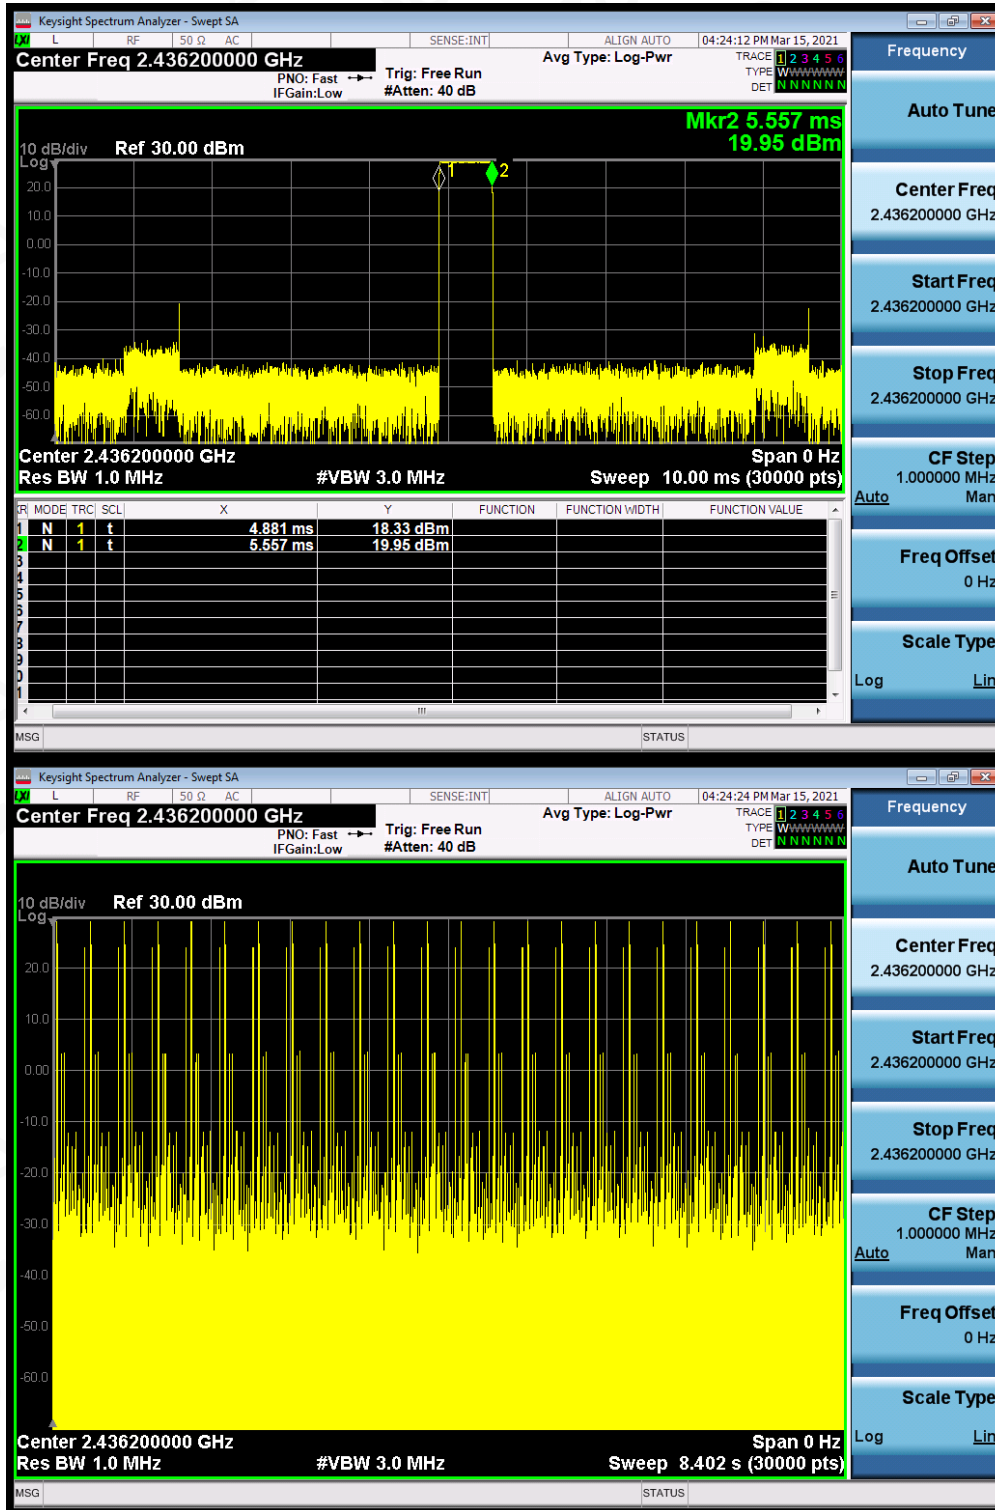 Keysight Spectrum Analyzer - Swept SA
LXI L RF 50 Ω AC SENSE:INT ALIGN AUTO 04:24:12 PM Mar 15, 2021
Center Freq 2.436200000 GHz
PNO: Fast
IFGain:Low
Trig: Free Run
#Atten: 40 dB
Avg Type: Log-Pwr
TRACE 1 2 3 4 5 6
TYPE W
DET N N N N N N
Mkr2 5.557 ms
19.95 dBm
10 dB/div Ref 30.00 dBm
Log
20.0
10.0
0.00
-10.0
-20.0
-30.0
-40.0
-50.0
-60.0
1
2
Center 2.436200000 GHz Span 0 Hz
Res BW 1.0 MHz #VBW 3.0 MHz Sweep 10.00 ms (30000 pts)
MODE TRC SCL X Y FUNCTION FUNCTION WIDTH FUNCTION VALUE
1 N 1 t 4.881 ms 18.33 dBm
2 N 1 t 5.557 ms 19.95 dBm
3
4
5
6
7
8
9
0
1
MSG STATUS
Frequency
Auto Tune
Center Freq
2.436200000 GHz
Start Freq
2.436200000 GHz
Stop Freq
2.436200000 GHz
CF Step
1.000000 MHz
Auto Man
Freq Offset
0 Hz
Scale Type
Log Lin
Keysight Spectrum Analyzer - Swept SA
LXI L RF 50 Ω AC SENSE:INT ALIGN AUTO 04:24:24 PM Mar 15, 2021
Center Freq 2.436200000 GHz
PNO: Fast
IFGain:Low
Trig: Free Run
#Atten: 40 dB
Avg Type: Log-Pwr
TRACE 1 2 3 4 5 6
TYPE W
DET N N N N N N
10 dB/div Ref 30.00 dBm
Log
20.0
10.0
0.00
-10.0
-20.0
-30.0
-40.0
-50.0
-60.0
Center 2.436200000 GHz Span 0 Hz
Res BW 1.0 MHz #VBW 3.0 MHz Sweep 8.402 s (30000 pts)
MSG STATUS
Frequency
Auto Tune
Center Freq
2.436200000 GHz
Start Freq
2.436200000 GHz
Stop Freq
2.436200000 GHz
CF Step
1.000000 MHz
Auto Man
Freq Offset
0 Hz
Scale Type
Log Lin